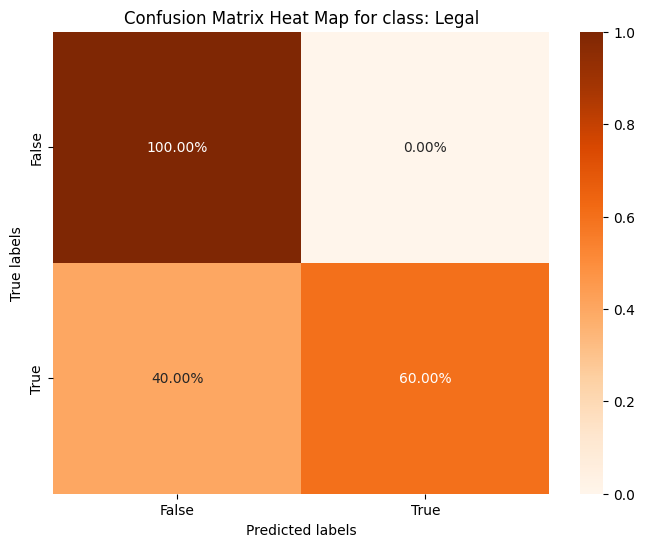 Confusion Matrix Heat Map for class: Legal
True labels
False
True
100.00%
0.00%
40.00%
60.00%
False
True
Predicted labels
1.0
0.8
0.6
0.4
0.2
0.0